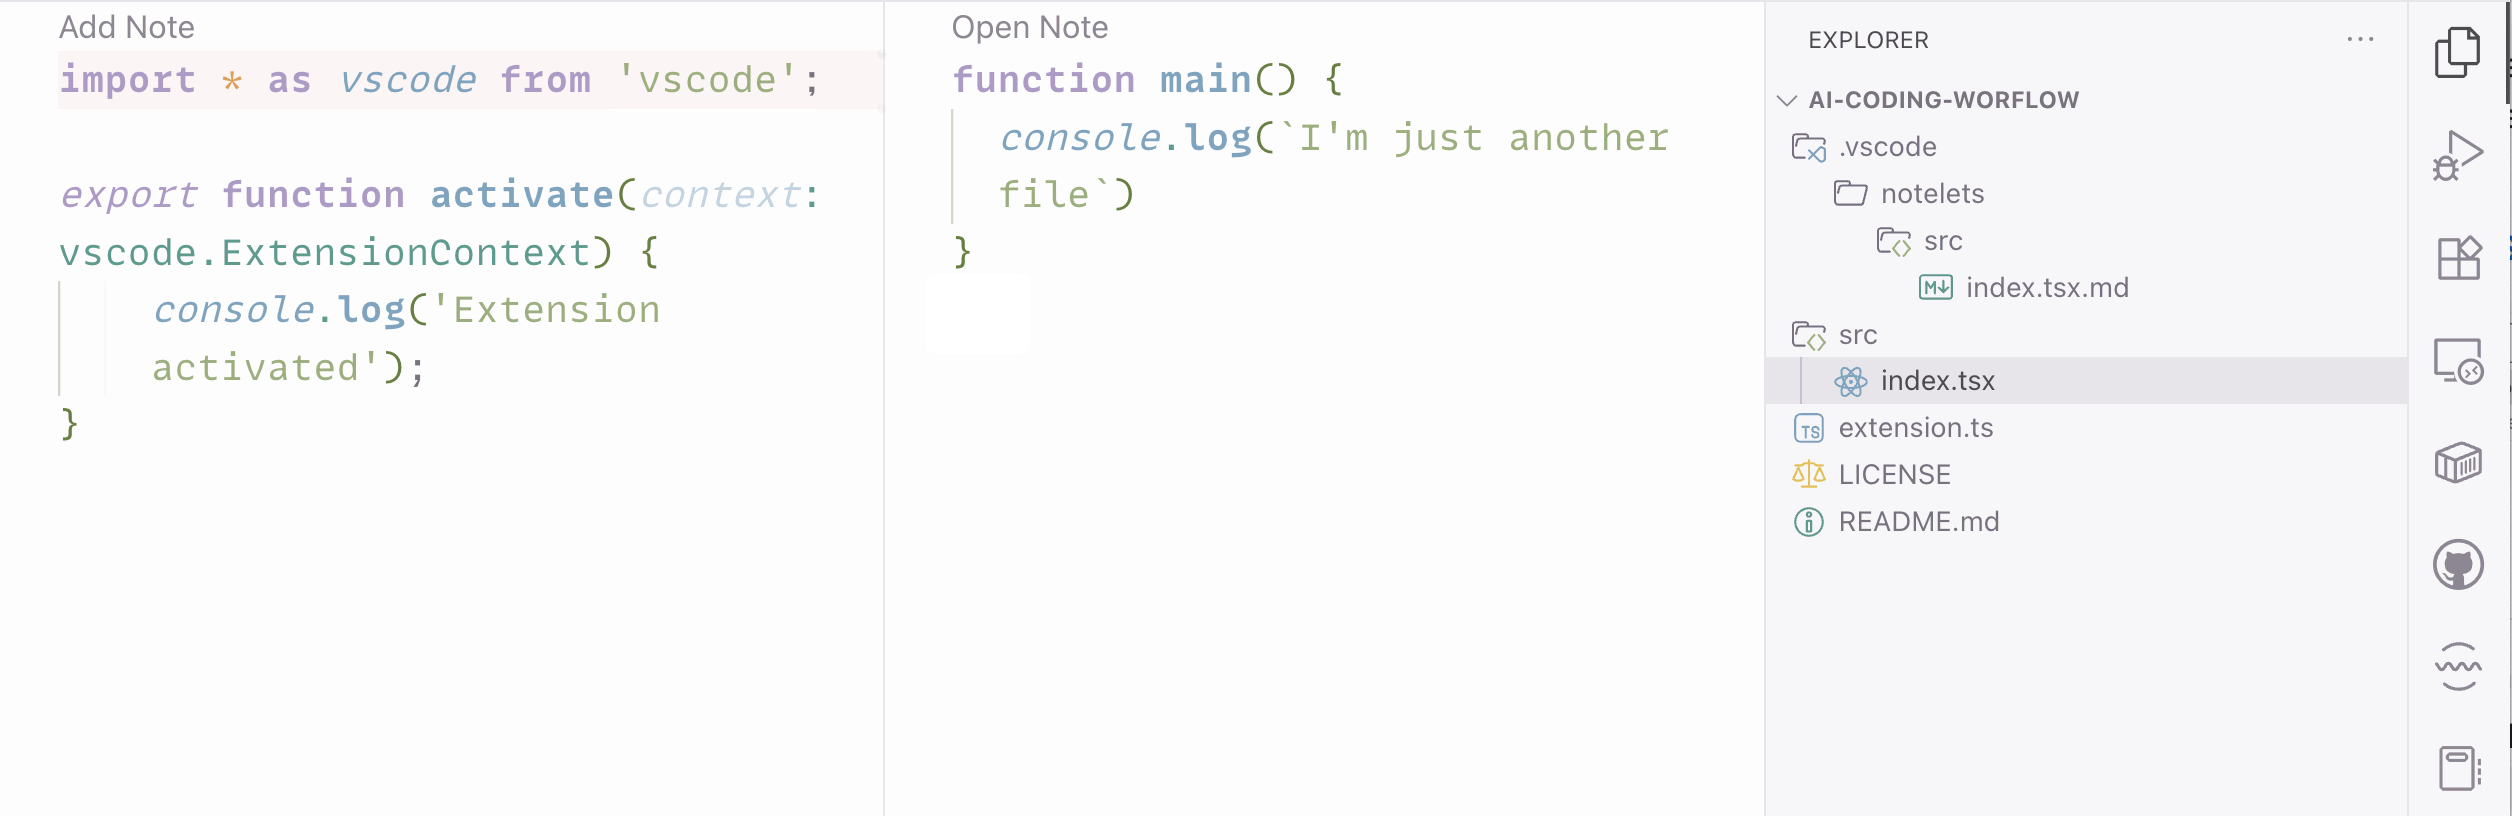 Add Note
import * as vscode from 'vscode';
export function activate(context:
vscode.ExtensionContext) {
console.log('Extension
activated');
}
Open Note
function main() {
console.log(`I'm just another
file`)
}
EXPLORER
AI-CODING-WORFLOW
.vscode
notelets
src
index.tsx.md
src
index.tsx
TS extension.ts
LICENSE
README.md